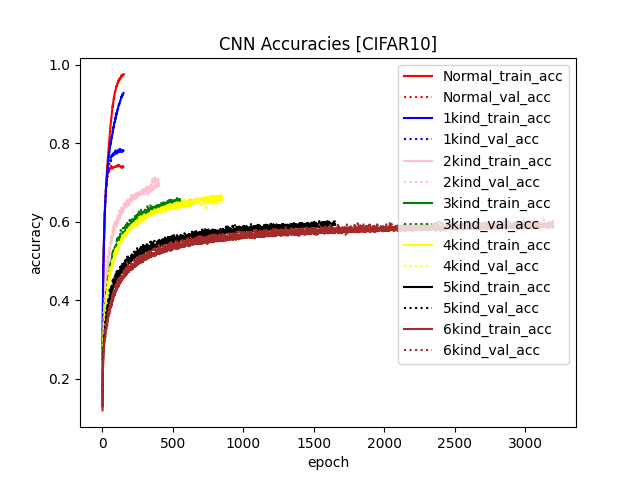 CNN Accuracies [CIFAR10]
1.0
0.8
0.6
0.4
0.2
accuracy
Normal_train_acc
Normal_val_acc
1kind_train_acc
1kind_val_acc
2kind_train_acc
2kind_val_acc
3kind_train_acc
3kind_val_acc
4kind_train_acc
4kind_val_acc
5kind_train_acc
5kind_val_acc
6kind_train_acc
6kind_val_acc
0 500 1000 1500 2000 2500 3000
epoch